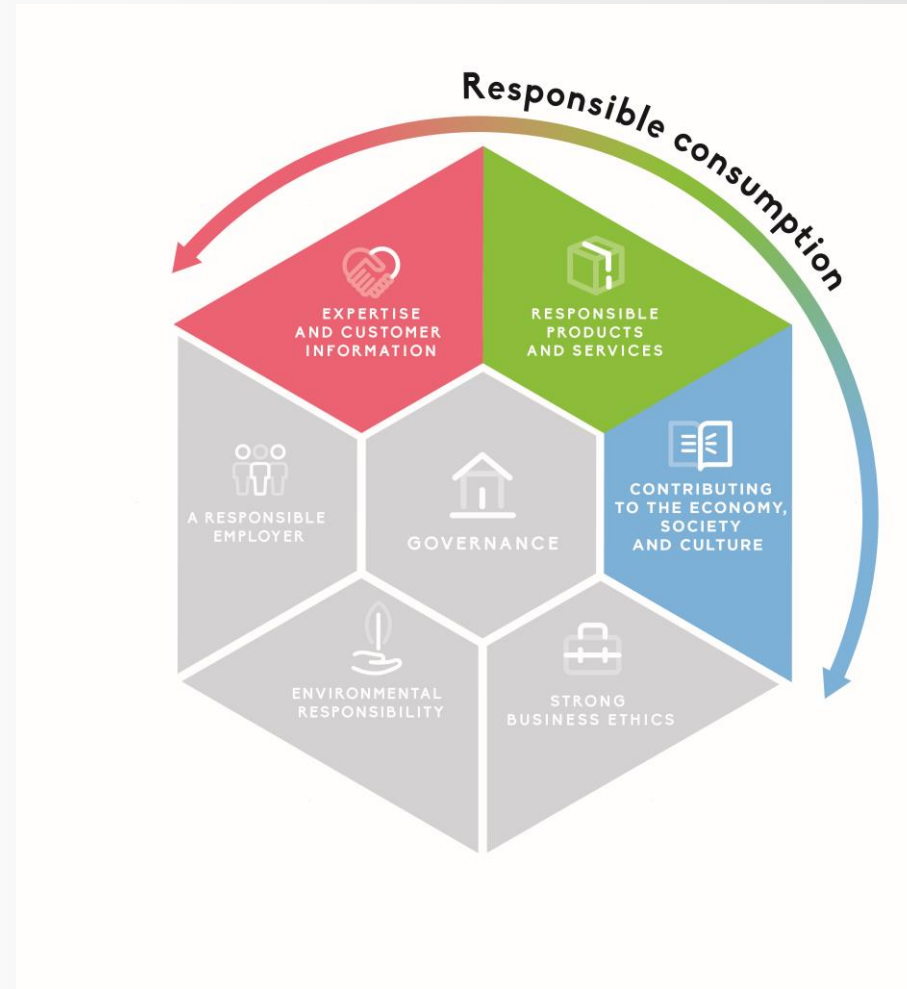 Responsible consumption
EXPERTISE
AND CUSTOMER
INFORMATION
RESPONSIBLE
PRODUCTS
AND SERVICES
A RESPONSIBLE
EMPLOYER
GOVERNANCE
CONTRIBUTING
TO THE ECONOMY,
SOCIETY
AND CULTURE
ENVIRONMENTAL
RESPONSIBILITY
STRONG
BUSINESS ETHICS